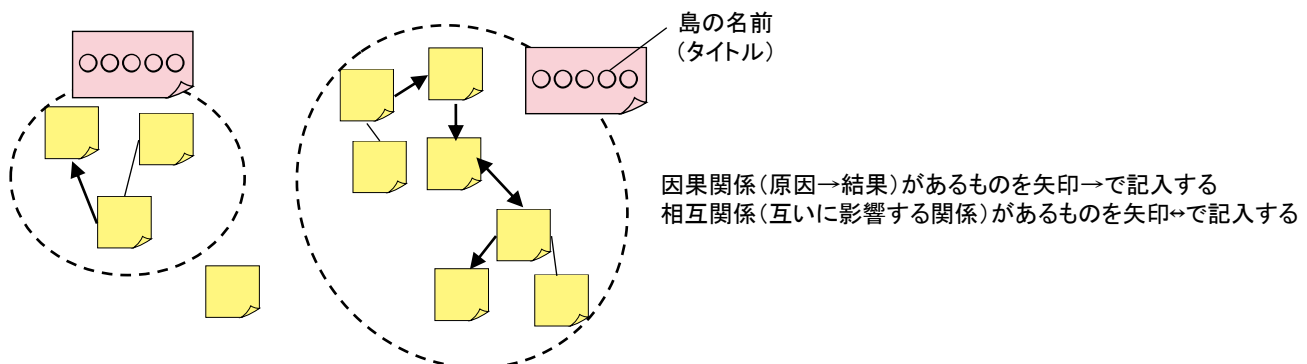 ○○○○○
○○○○○
島の名前
(タイトル)
因果関係(原因→結果)があるものを矢印→で記入する
相互関係(互いに影響する関係)があるものを矢印↔で記入する